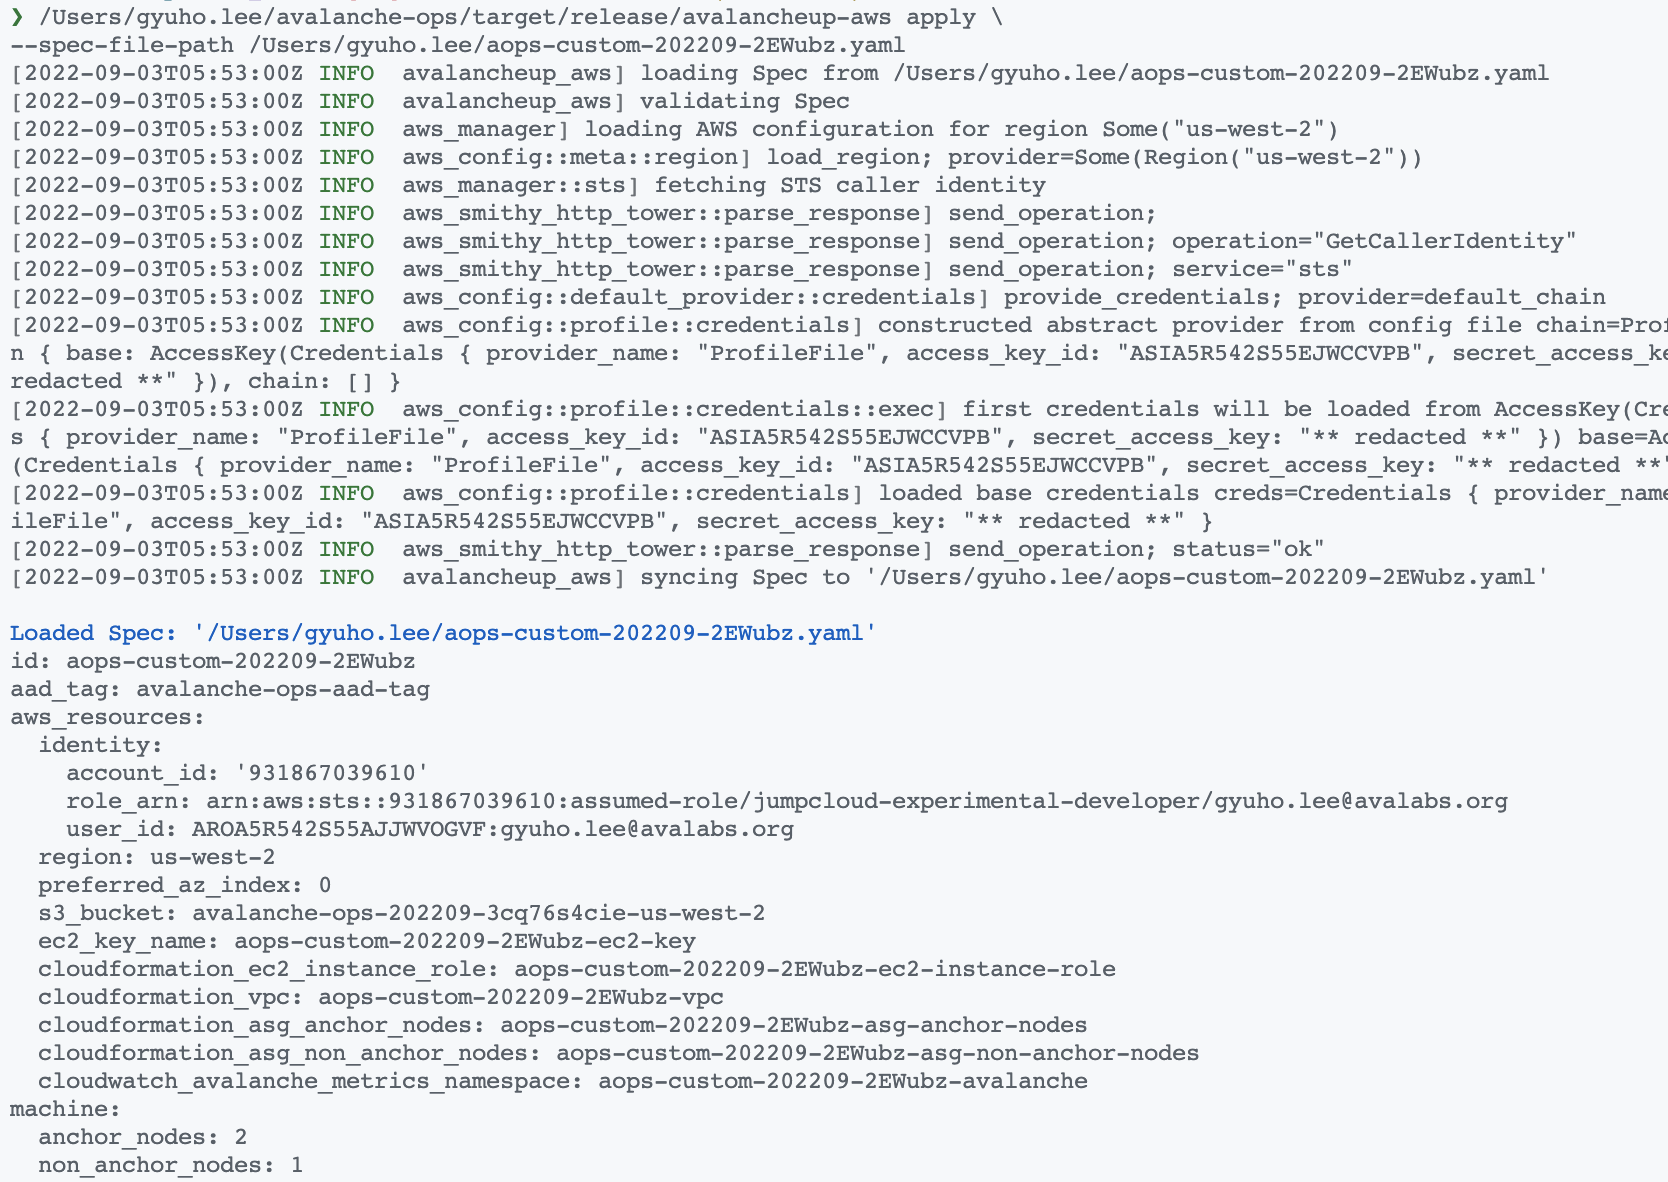 ❯ /Users/gyuho.lee/avalanche-ops/target/release/avalancheup-aws apply \
--spec-file-path /Users/gyuho.lee/aops-custom-202209-2EWubz.yaml
[2022-09-03T05:53:00Z INFO  avalancheup_aws] loading Spec from /Users/gyuho.lee/aops-custom-202209-2EWubz.yaml
[2022-09-03T05:53:00Z INFO  avalancheup_aws] validating Spec
[2022-09-03T05:53:00Z INFO  aws_manager] loading AWS configuration for region Some("us-west-2")
[2022-09-03T05:53:00Z INFO  aws_config::meta::region] load_region; provider=Some(Region("us-west-2"))
[2022-09-03T05:53:00Z INFO  aws_manager::sts] fetching STS caller identity
[2022-09-03T05:53:00Z INFO  aws_smithy_http_tower::parse_response] send_operation;
[2022-09-03T05:53:00Z INFO  aws_smithy_http_tower::parse_response] send_operation; operation="GetCallerIdentity"
[2022-09-03T05:53:00Z INFO  aws_smithy_http_tower::parse_response] send_operation; service="sts"
[2022-09-03T05:53:00Z INFO  aws_config::default_provider::credentials] provide_credentials; provider=default_chain
[2022-09-03T05:53:00Z INFO  aws_config::profile::credentials] constructed abstract provider from config file chain=Prof
n { base: AccessKey(Credentials { provider_name: "ProfileFile", access_key_id: "ASIA5R542S55EJWCCVPB", secret_access_ke
redacted **" }), chain: [] }
[2022-09-03T05:53:00Z INFO  aws_config::profile::credentials::exec] first credentials will be loaded from AccessKey(Cre
s { provider_name: "ProfileFile", access_key_id: "ASIA5R542S55EJWCCVPB", secret_access_key: "** redacted **" }) base=Ac
(Credentials { provider_name: "ProfileFile", access_key_id: "ASIA5R542S55EJWCCVPB", secret_access_key: "** redacted **"
[2022-09-03T05:53:00Z INFO  aws_config::profile::credentials] loaded base credentials creds=Credentials { provider_name
ileFile", access_key_id: "ASIA5R542S55EJWCCVPB", secret_access_key: "** redacted **" }
[2022-09-03T05:53:00Z INFO  aws_smithy_http_tower::parse_response] send_operation; status="ok"
[2022-09-03T05:53:00Z INFO  avalancheup_aws] syncing Spec to '/Users/gyuho.lee/aops-custom-202209-2EWubz.yaml'

Loaded Spec: '/Users/gyuho.lee/aops-custom-202209-2EWubz.yaml'
id: aops-custom-202209-2EWubz
aad_tag: avalanche-ops-aad-tag
aws_resources:
  identity:
    account_id: '931867039610'
    role_arn: arn:aws:sts::931867039610:assumed-role/jumpcloud-experimental-developer/gyuho.lee@avalabs.org
    user_id: AROA5R542S55AJJWVOGVF:gyuho.lee@avalabs.org
  region: us-west-2
  preferred_az_index: 0
  s3_bucket: avalanche-ops-202209-3cq76s4cie-us-west-2
  ec2_key_name: aops-custom-202209-2EWubz-ec2-key
  cloudformation_ec2_instance_role: aops-custom-202209-2EWubz-ec2-instance-role
  cloudformation_vpc: aops-custom-202209-2EWubz-vpc
  cloudformation_asg_anchor_nodes: aops-custom-202209-2EWubz-asg-anchor-nodes
  cloudformation_asg_non_anchor_nodes: aops-custom-202209-2EWubz-asg-non-anchor-nodes
  cloudwatch_avalanche_metrics_namespace: aops-custom-202209-2EWubz-avalanche
machine:
  anchor_nodes: 2
  non_anchor_nodes: 1